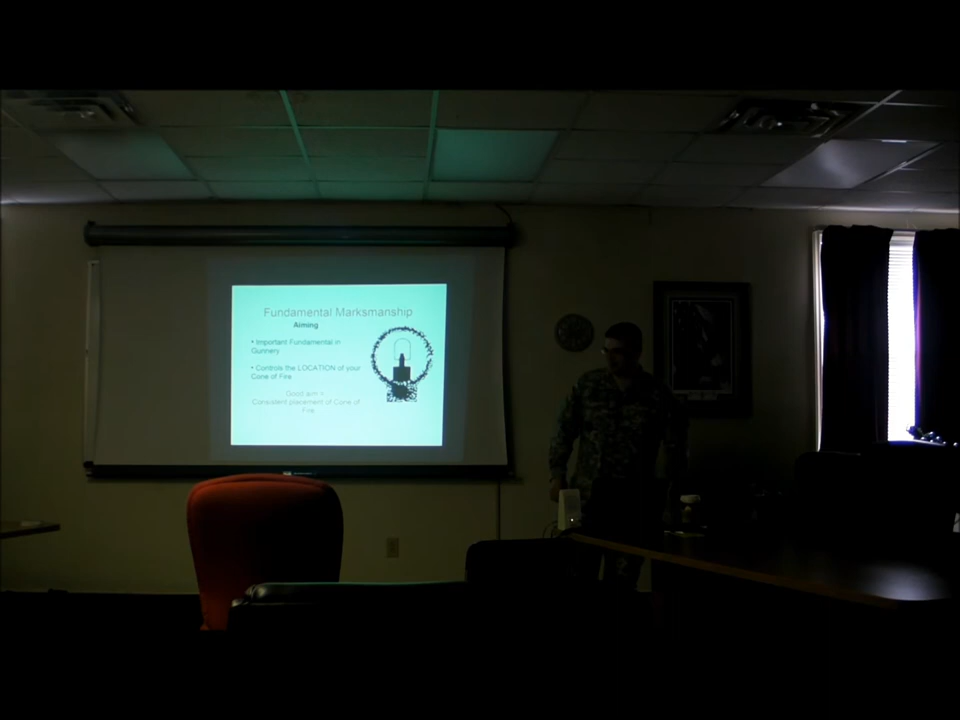 Fundamental Marksmanship
Aiming
• Important Fundamental in
Gunnery
• Controls the LOCATION of your
Cone of Fire
Good aim =
Consistent placement of Cone of
Fire